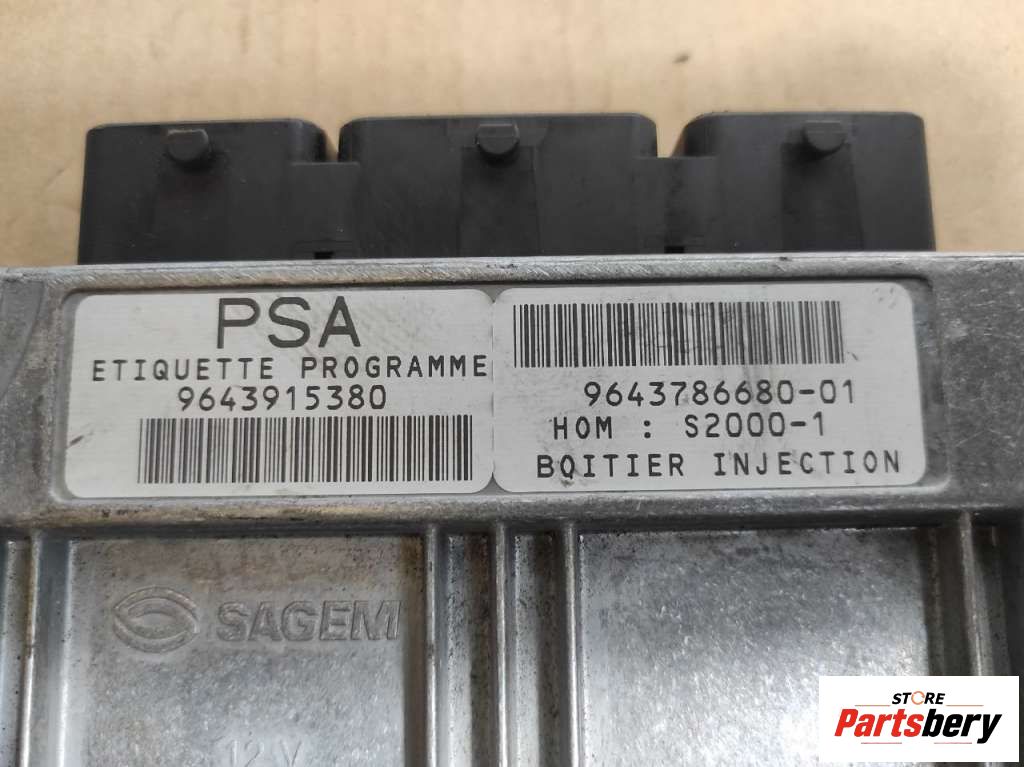 PSA
ETIQUETTE PROGRAMME
9643915380
9643786680-01
HOM : S2000-1
BOITIER INJECTION
SAGEM
12 V
STORE
Partsbery